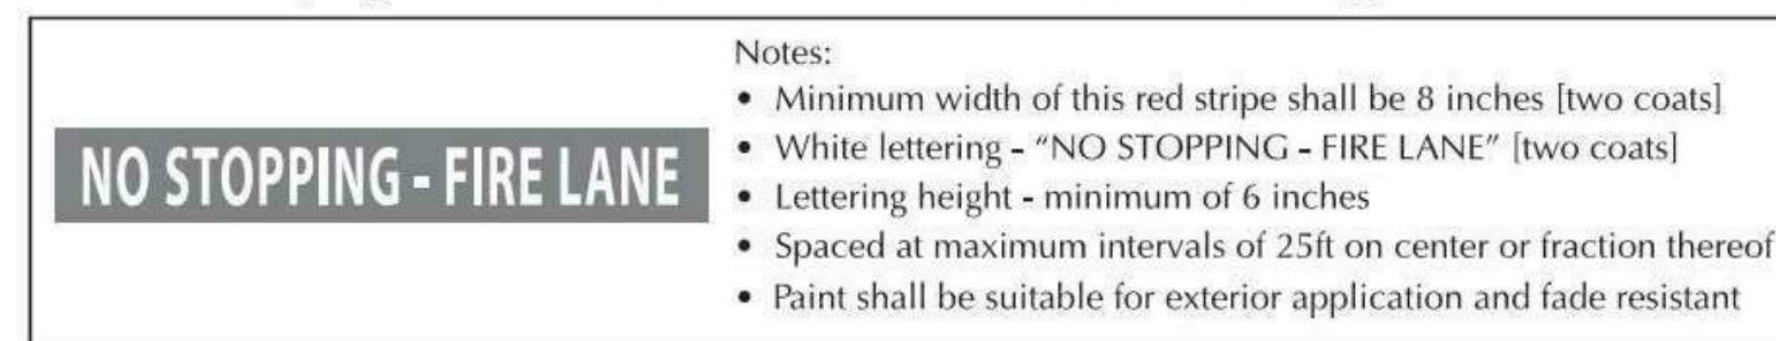 NO STOPPING - FIRE LANE
Notes:
• Minimum width of this red stripe shall be 8 inches [two coats]
• White lettering - “NO STOPPING - FIRE LANE” [two coats]
• Lettering height - minimum of 6 inches
• Spaced at maximum intervals of 25ft on center or fraction thereof
• Paint shall be suitable for exterior application and fade resistant